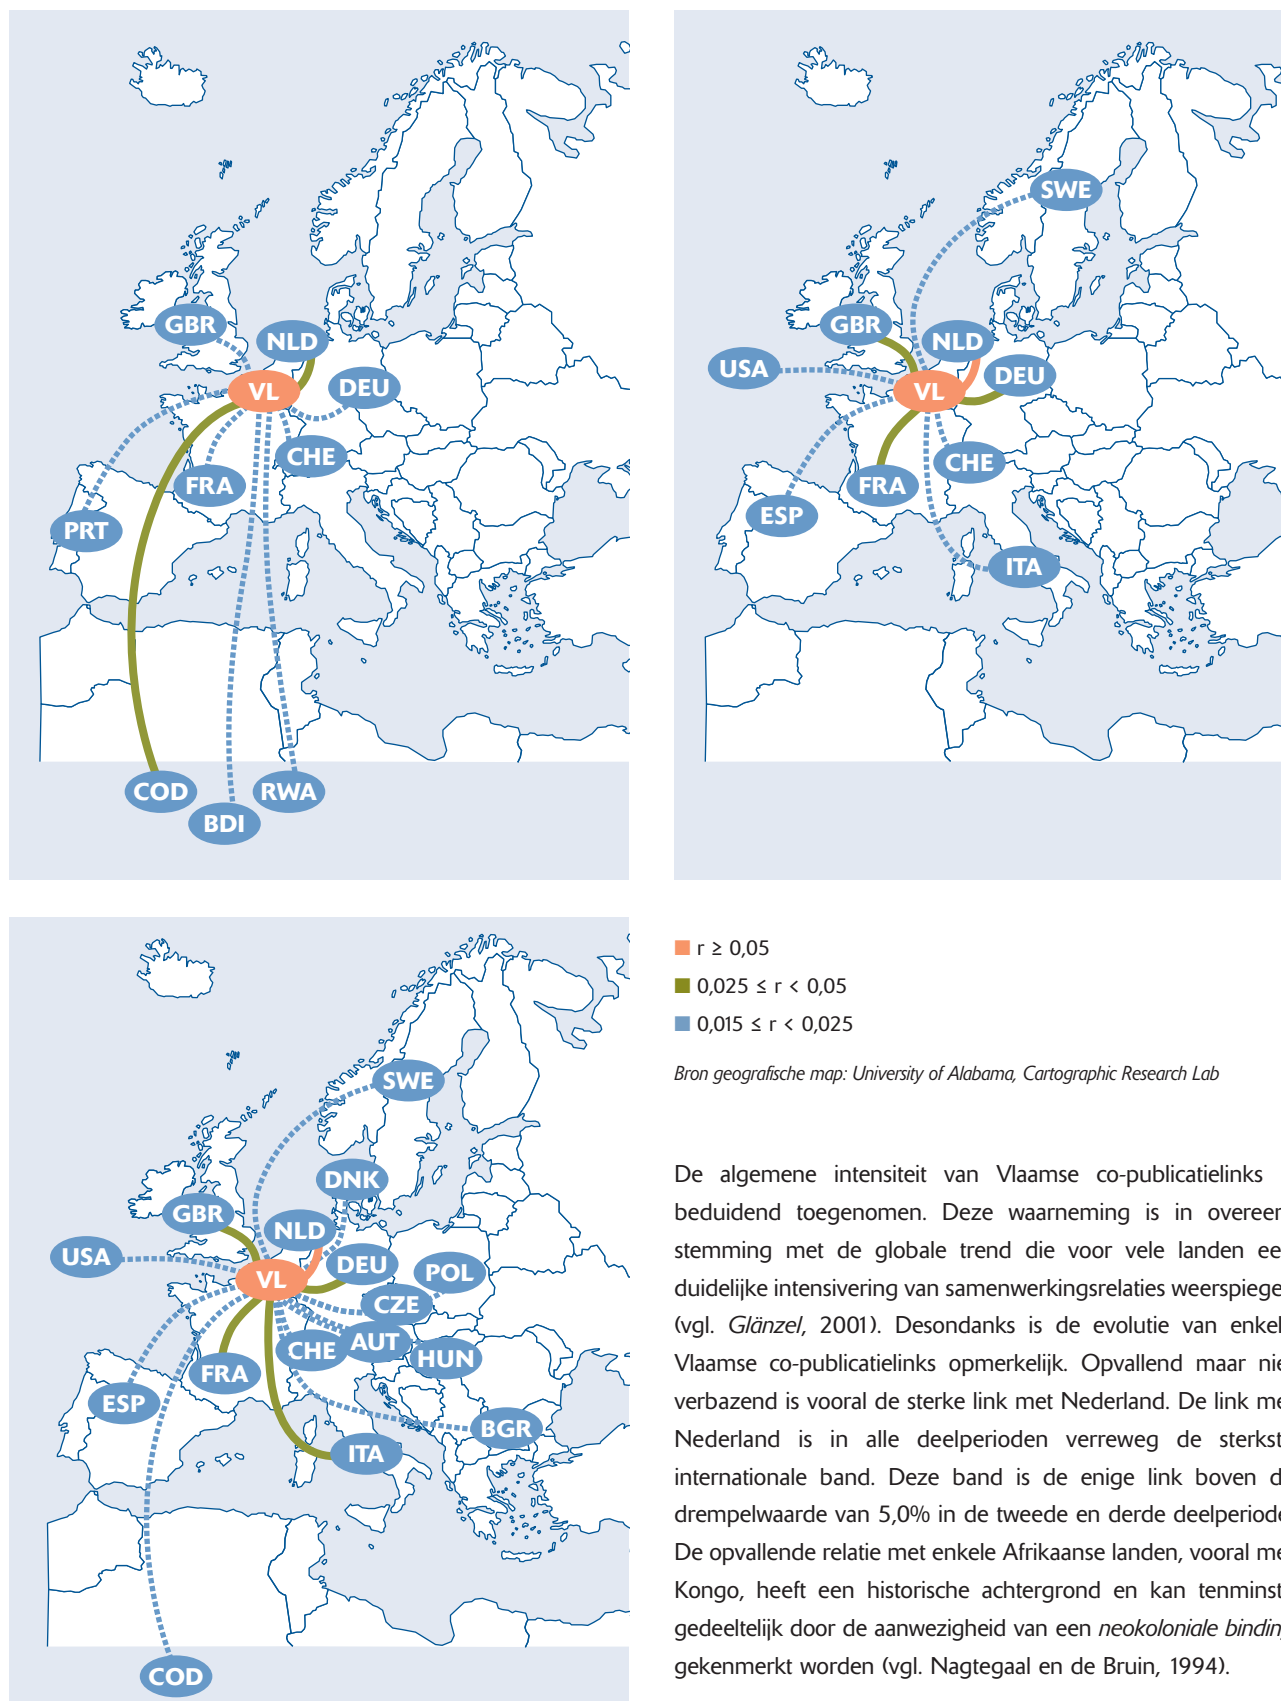 GBR
NLD
VL
DEU
CHE
FRA
PRT
COD
RWA
BDI
SWE
GBR
NLD
USA
DEU
VL
CHE
FRA
ESP
ITA
SWE
DNK
GBR
NLD
USA
DEU
POL
VL
CZE
AUT
CHE
HUN
FRA
ESP
BGR
ITA
COD
r ≥ 0,05
0,025 ≤ r < 0,05
0,015 ≤ r < 0,025
Bron geografische map: University of Alabama, Cartographic Research Lab
De algemene intensiteit van Vlaamse co-publicatielinks
beduidend toegenomen. Deze waarneming is in overeen
stemming met de globale trend die voor vele landen ee
duidelijke intensivering van samenwerkingsrelaties weerspiege
(vgl. Glänzel, 2001). Desondanks is de evolutie van enkel
Vlaamse co-publicatielinks opmerkelijk. Opvallend maar nie
verbazend is vooral de sterke link met Nederland. De link me
Nederland is in alle deelperioden verreweg de sterkst
internationale band. Deze band is de enige link boven d
drempelwaarde van 5,0% in de tweede en derde deelperiode
De opvallende relatie met enkele Afrikaanse landen, vooral me
Kongo, heeft een historische achtergrond en kan tenminst
gedeeltelijk door de aanwezigheid van een neokoloniale bindin
gekenmerkt worden (vgl. Nagtegaal en de Bruin, 1994).